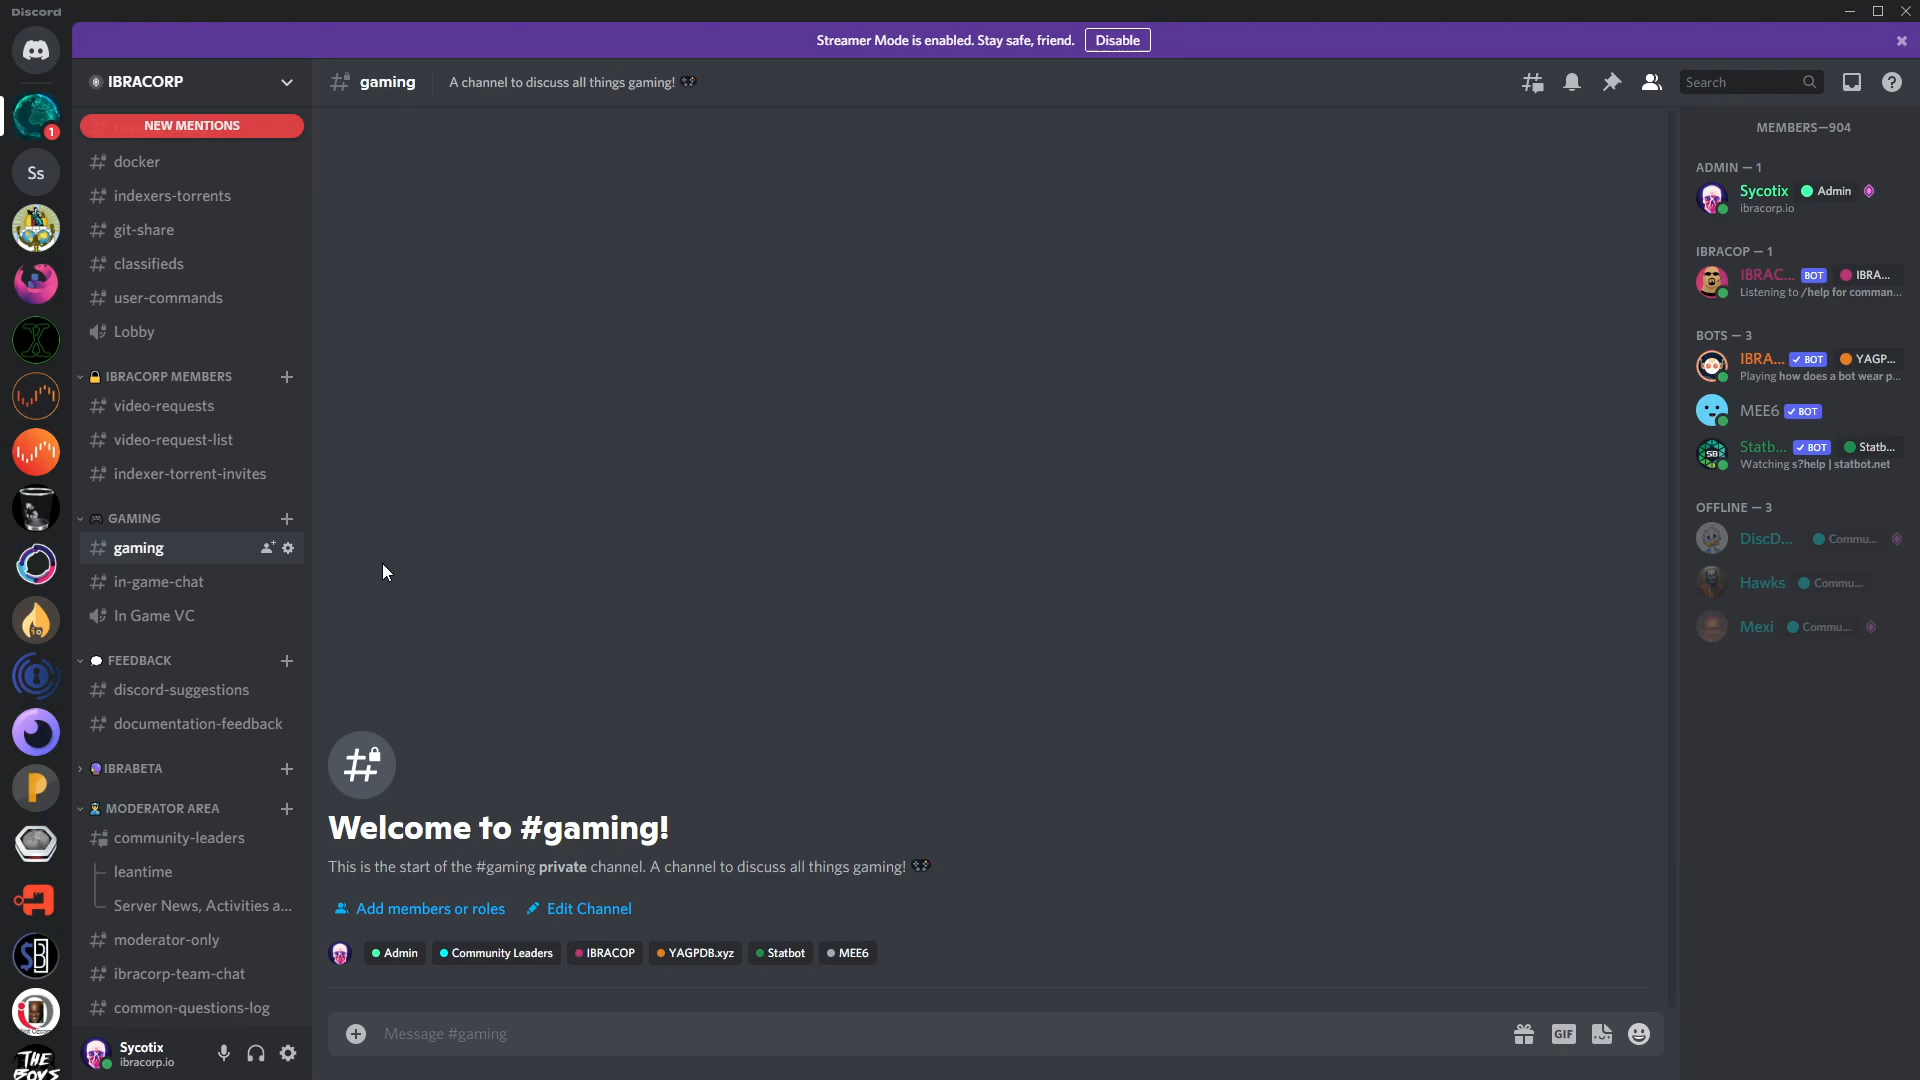 Discord
Streamer Mode is enabled. Stay safe, friend. Disable
IBRACORP
gaming
A channel to discuss all things gaming!
Search
NEW MENTIONS
docker
indexers-torrents
git-share
classifieds
user-commands
Lobby
IBRACORP MEMBERS
video-requests
video-request-list
indexer-torrent-invites
GAMING
gaming
in-game-chat
In Game VC
FEEDBACK
discord-suggestions
documentation-feedback
IBRABETA
MODERATOR AREA
community-leaders
leantime
Server News, Activities a...
moderator-only
ibracorp-team-chat
common-questions-log
Sycotix
ibracorp.io
1
Ss
THE
BOYS
Welcome to #gaming!
This is the start of the #gaming private channel. A channel to discuss all things gaming!
Add members or roles Edit Channel
Admin Community Leaders IBRACOP YAGPDB.xyz Statbot MEE6
Message #gaming
GIF
MEMBERS—904
ADMIN — 1
Sycotix Admin
ibracorp.io
IBRACOP — 1
IBRAC... BOT IBRA...
Listening to /help for comman...
BOTS — 3
IBRA... BOT YAGP...
Playing how does a bot wear p...
MEE6 BOT
Statb... BOT Statb...
Watching s?help | statbot.net
OFFLINE — 3
DiscD... Commu...
Hawks Commu...
Mexi Commu...